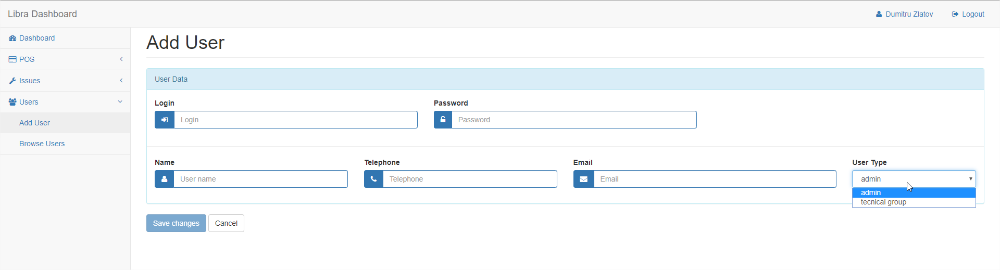 Libra Dashboard
Dumitru Zlatov
Logout
Dashboard
POS
Issues
Users
Add User
Browse Users
Add User
User Data
Login
Password
Login
Password
Name
Telephone
Email
User Type
User name
Telephone
Email
admin
admin
tecnical group
Save changes
Cancel